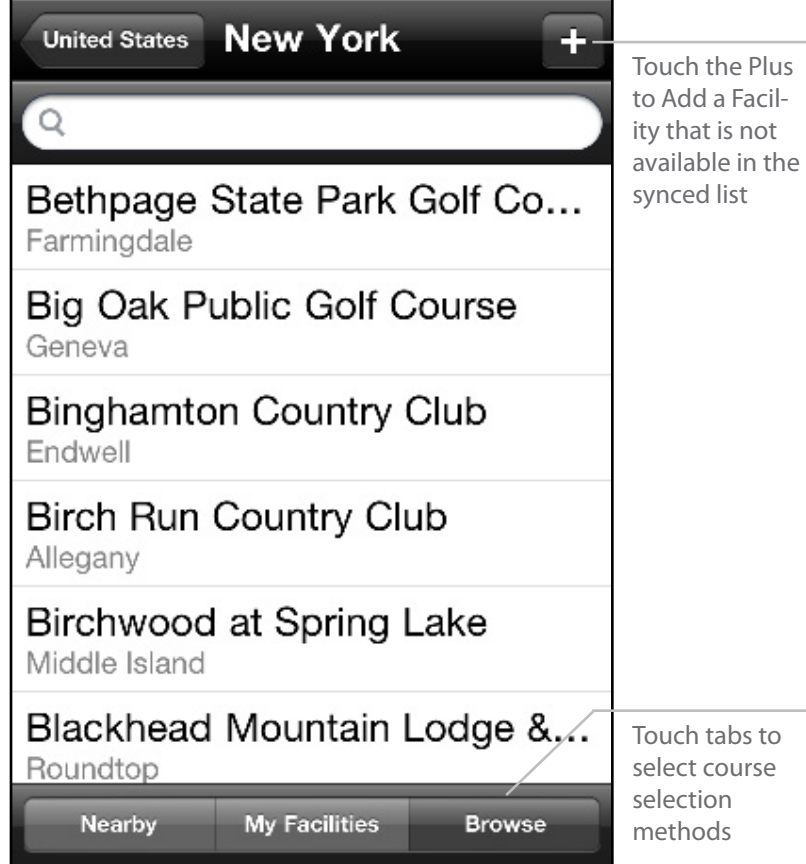 United States
New York
+
Touch the Plus
to Add a Facil-
ity that is not
available in the
synced list
Bethpage State Park Golf Co...
Farmingdale
Big Oak Public Golf Course
Geneva
Binghamton Country Club
Endwell
Birch Run Country Club
Allegany
Birchwood at Spring Lake
Middle Island
Blackhead Mountain Lodge &...
Roundtop
Touch tabs to
select course
selection
methods
Nearby
My Facilities
Browse